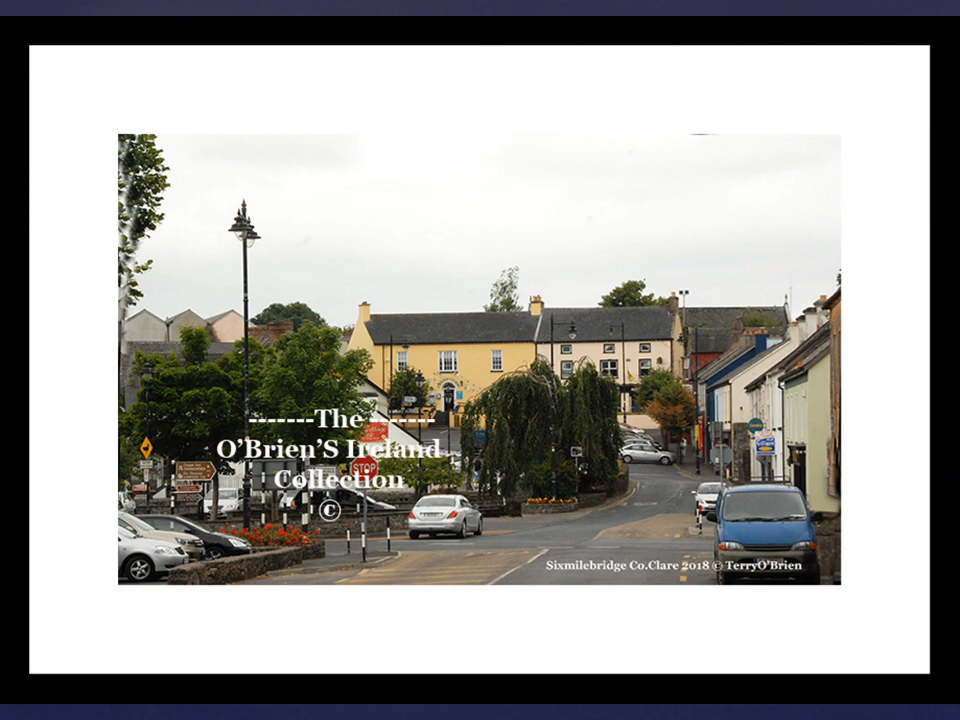 -------The -------
O’Brien’S Ireland
Collection
©
STOP
Sixmilebridge Co.Clare 2018 © TerryO’Brien